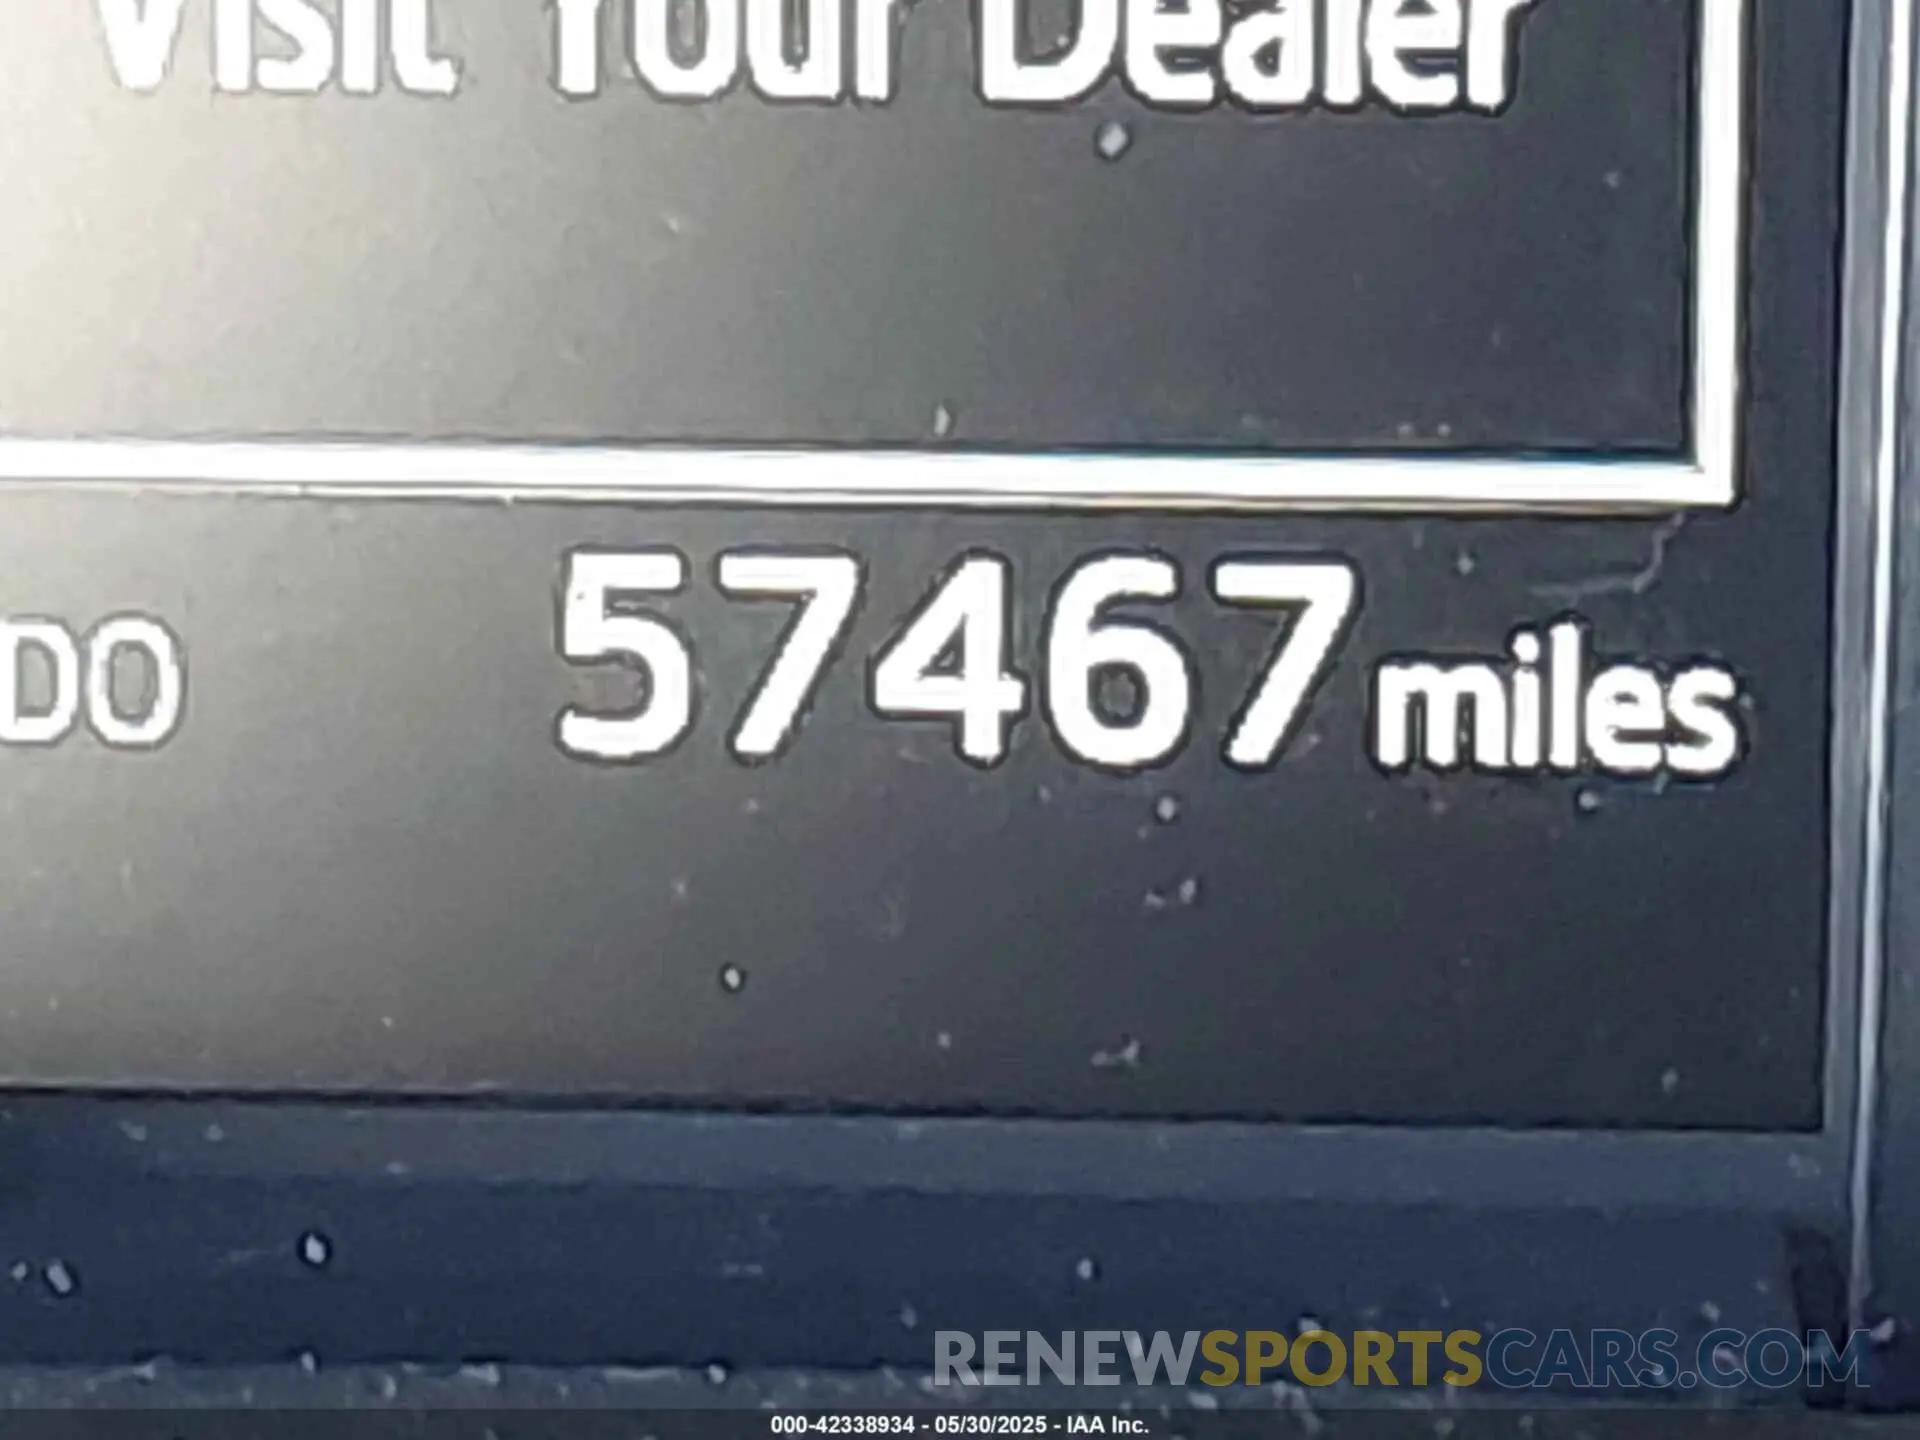 Visit Your Dealer
DO 57467 miles
RENEWSPORTSCARS.COM
000-42338934 - 05/30/2025 - IAA Inc.